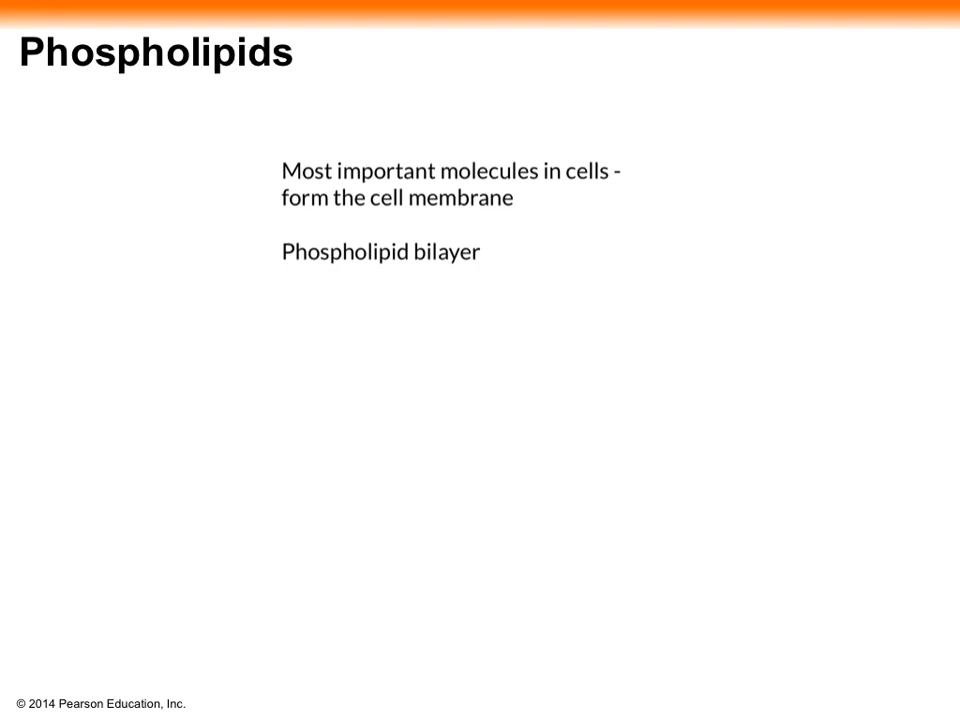 Phospholipids
Most important molecules in cells -
form the cell membrane
Phospholipid bilayer
© 2014 Pearson Education, Inc.